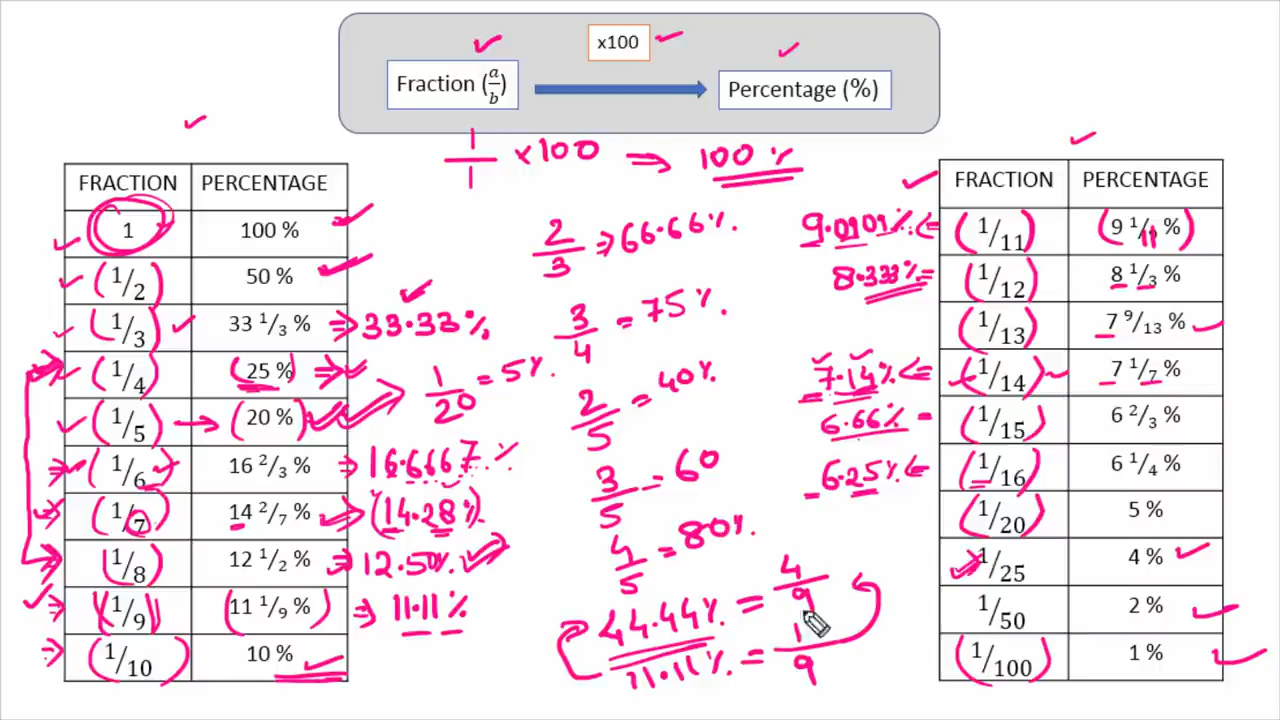 x100
Fraction (a/b)
Percentage (%)
1/1 ×100 ⇒ 100 %
FRACTION PERCENTAGE
1 100 %
1/2 50 %
1/3 33 1/3 % ⇒ 33.33%
1/4 25 %
1/5 20 %
1/6 16 2/3 % ⇒ 16.6667 %
1/7 14 2/7 % ⇒ (14.28%)
1/8 12 1/2 % ⇒ 12.50%
1/9 11 1/9 % ⇒ 11.11%
1/10 10 %
1/20 = 5%.
2/3 ⇒ 66.66%.
3/4 = 75%.
2/5 = 40%.
3/5 = 60
4/5 = 80%.
44.44% = 4/9
11.11% = 1/9
FRACTION PERCENTAGE
9.0909% ⇐ 1/11 9 1/11 %
8.333% = 1/12 8 1/3 %
1/13 7 9/13 %
7.14% ⇐ 1/14 7 1/7 %
6.66% = 1/15 6 2/3 %
6.25% ⇐ 1/16 6 1/4 %
1/20 5 %
1/25 4 %
1/50 2 %
1/100 1 %